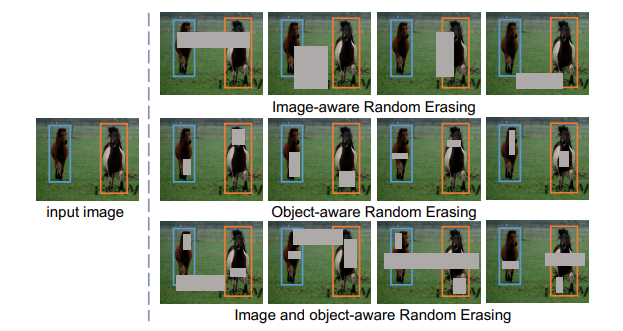 Image-aware Random Erasing
input image
Object-aware Random Erasing
Image and object-aware Random Erasing